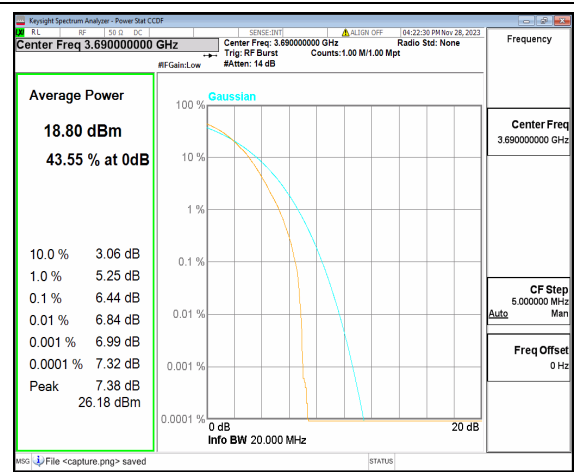 Keysight Spectrum Analyzer - Power Stat CCDF
RL RF 50 Ω DC SENSE:INT ALIGN OFF 04:22:30 PM Nov 28, 2023
Center Freq 3.690000000 GHz
Center Freq: 3.690000000 GHz Radio Std: None
Trig: RF Burst Counts:1.00 M/1.00 Mpt
#IFGain:Low #Atten: 14 dB
Frequency
Average Power
18.80 dBm
43.55 % at 0dB
10.0 % 3.06 dB
1.0 % 5.25 dB
0.1 % 6.44 dB
0.01 % 6.84 dB
0.001 % 6.99 dB
0.0001 % 7.32 dB
Peak 7.38 dB
26.18 dBm
Gaussian
100 %
10 %
1 %
0.1 %
0.01 %
0.001 %
0.0001 %
0 dB 20 dB
Info BW 20.000 MHz
Center Freq
3.690000000 GHz
CF Step
5.000000 MHz
Auto Man
Freq Offset
0 Hz
MSG File <capture.png> saved STATUS